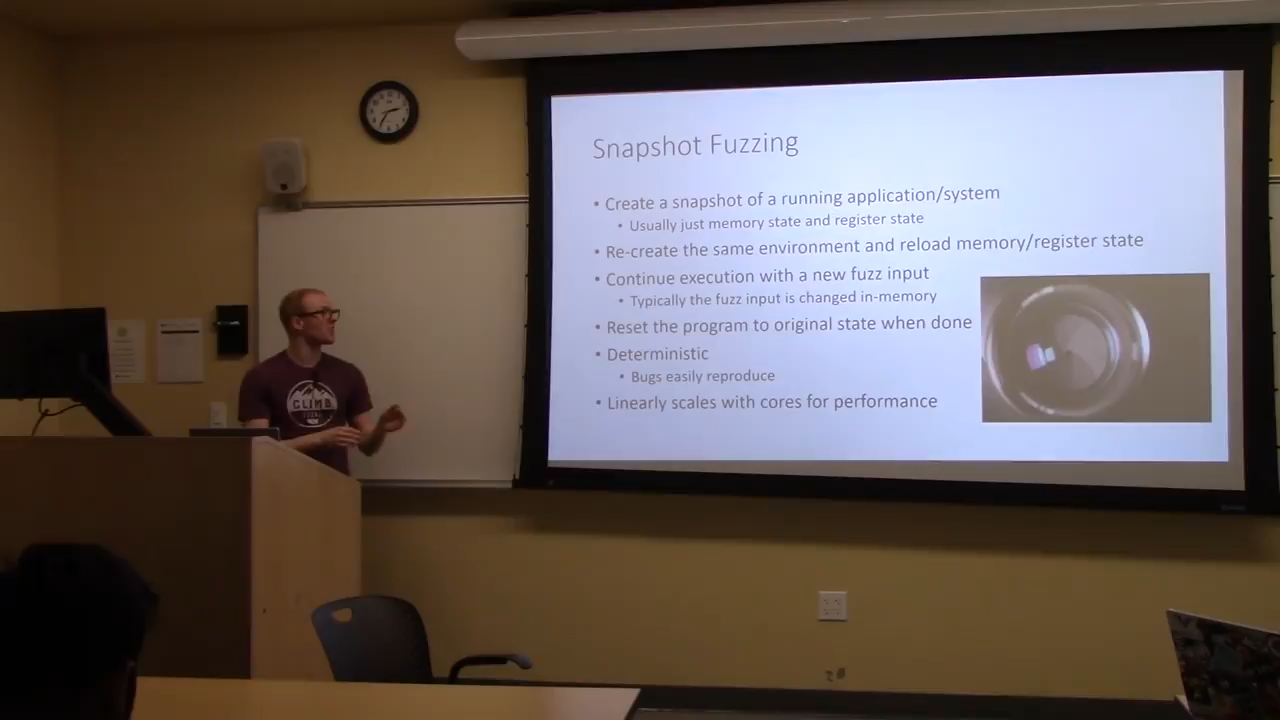 Snapshot Fuzzing
• Create a snapshot of a running application/system
• Usually just memory state and register state
• Re-create the same environment and reload memory/register state
• Continue execution with a new fuzz input
• Typically the fuzz input is changed in-memory
• Reset the program to original state when done
• Deterministic
• Bugs easily reproduce
• Linearly scales with cores for performance
CLIMB